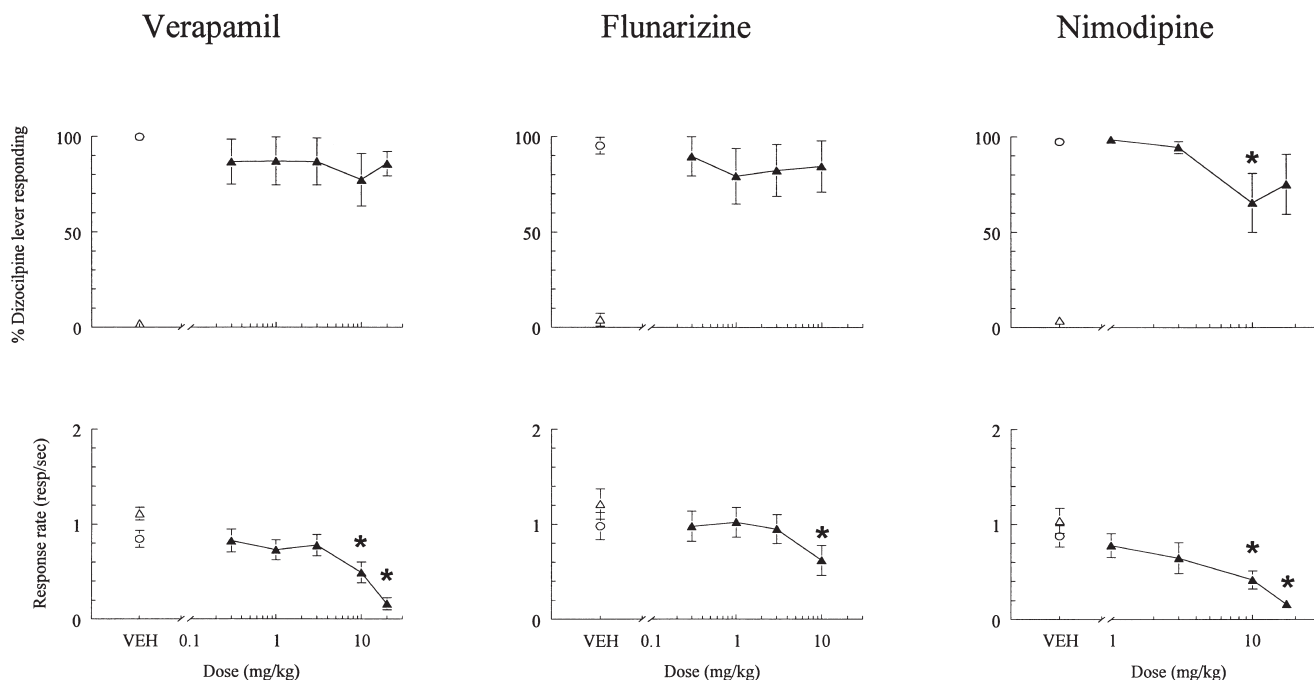 Verapamil Flunarizine Nimodipine
% Dizocilpine lever responding
100 100 100
*
50 50 50
0 0 0
Response rate (resp/sec)
2 2 2
1 1 1
* * *
* *
0 0 0
VEH 0.1 1 10 VEH 0.1 1 10 VEH 1 10
Dose (mg/kg) Dose (mg/kg) Dose (mg/kg)